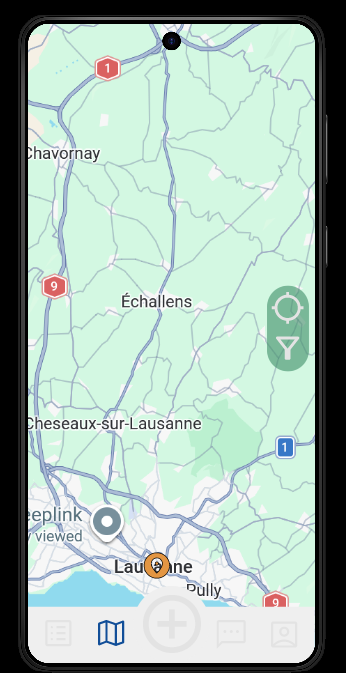 1
Chavornay
9
Échallens
Cheseaux-sur-Lausanne
1
eeplink
viewed
Pully
9